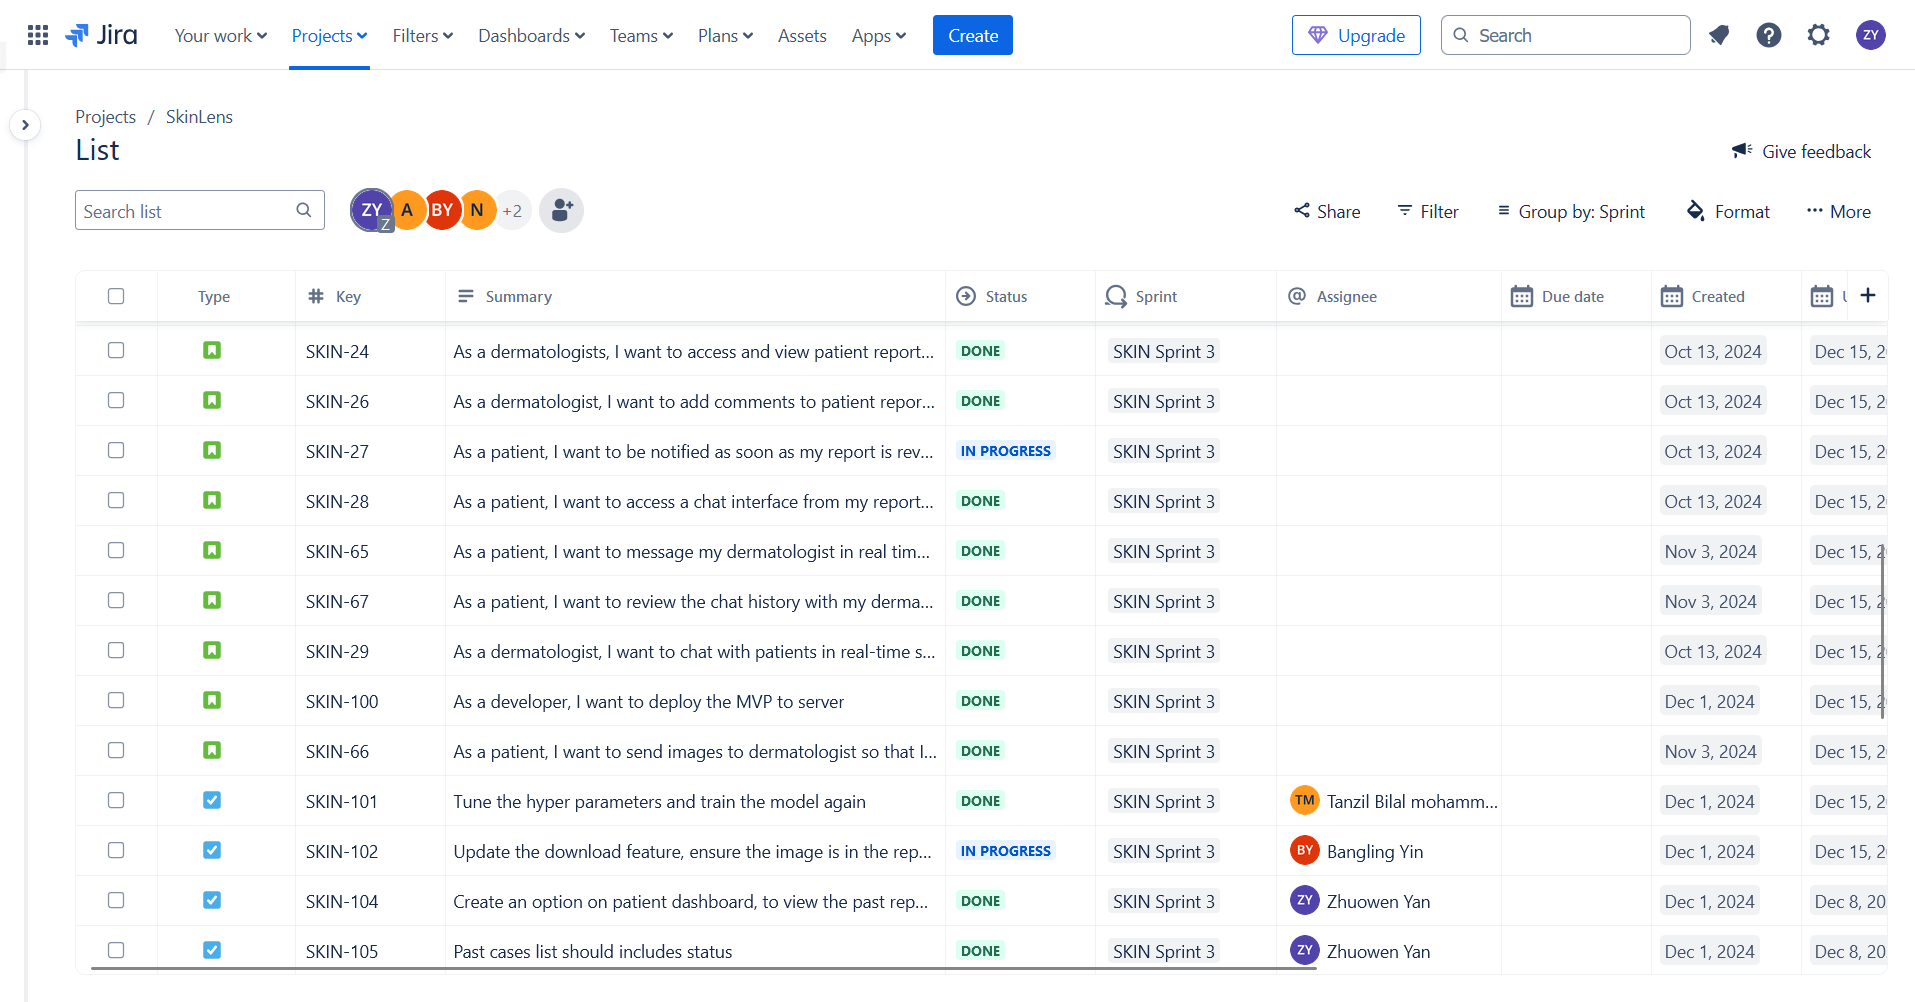 Jira Your work Projects Filters Dashboards Teams Plans Assets Apps Create Upgrade Search ZY
Projects / SkinLens
List
Give feedback
Search list ZY Z A BY N +2 Share Filter Group by: Sprint Format More
Type Key Summary Status Sprint Assignee Due date Created
SKIN-24 As a dermatologists, I want to access and view patient report... DONE SKIN Sprint 3 Oct 13, 2024 Dec 15, 2
SKIN-26 As a dermatologist, I want to add comments to patient repor... DONE SKIN Sprint 3 Oct 13, 2024 Dec 15, 2
SKIN-27 As a patient, I want to be notified as soon as my report is rev... IN PROGRESS SKIN Sprint 3 Oct 13, 2024 Dec 15, 2
SKIN-28 As a patient, I want to access a chat interface from my report... DONE SKIN Sprint 3 Oct 13, 2024 Dec 15, 2
SKIN-65 As a patient, I want to message my dermatologist in real tim... DONE SKIN Sprint 3 Nov 3, 2024 Dec 15, 2
SKIN-67 As a patient, I want to review the chat history with my derma... DONE SKIN Sprint 3 Nov 3, 2024 Dec 15, 2
SKIN-29 As a dermatologist, I want to chat with patients in real-time s... DONE SKIN Sprint 3 Oct 13, 2024 Dec 15, 2
SKIN-100 As a developer, I want to deploy the MVP to server DONE SKIN Sprint 3 Dec 1, 2024 Dec 15, 2
SKIN-66 As a patient, I want to send images to dermatologist so that I... DONE SKIN Sprint 3 Nov 3, 2024 Dec 15, 2
SKIN-101 Tune the hyper parameters and train the model again DONE SKIN Sprint 3 TM Tanzil Bilal mohamm... Dec 1, 2024 Dec 15, 2
SKIN-102 Update the download feature, ensure the image is in the rep... IN PROGRESS SKIN Sprint 3 BY Bangling Yin Dec 1, 2024 Dec 15, 2
SKIN-104 Create an option on patient dashboard, to view the past rep... DONE SKIN Sprint 3 ZY Zhuowen Yan Dec 1, 2024 Dec 8, 20
SKIN-105 Past cases list should includes status DONE SKIN Sprint 3 ZY Zhuowen Yan Dec 1, 2024 Dec 8, 20